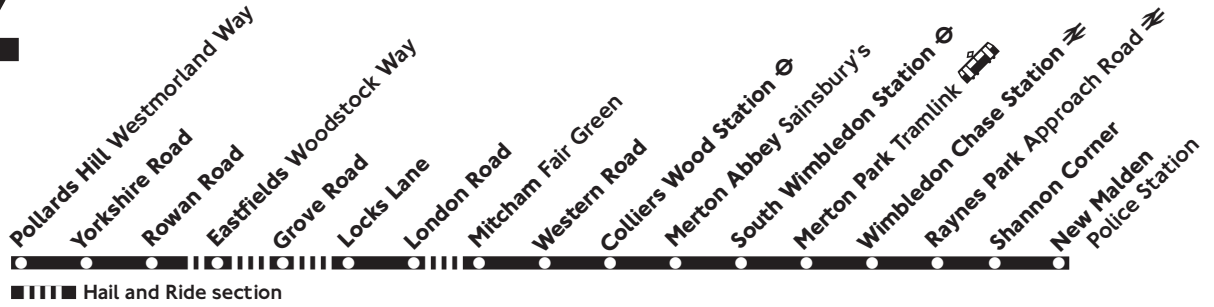 Pollards Hill Westmorland Way
Yorkshire Road
Rowan Road
Eastfields Woodstock Way
Grove Road
Locks Lane
London Road
Mitcham Fair Green
Western Road
Colliers Wood Station
Merton Abbey Sainsbury's
South Wimbledon Station
Merton Park Tramlink
Wimbledon Chase Station
Raynes Park Approach Road
Shannon Corner
New Malden
Police Station
Hail and Ride section